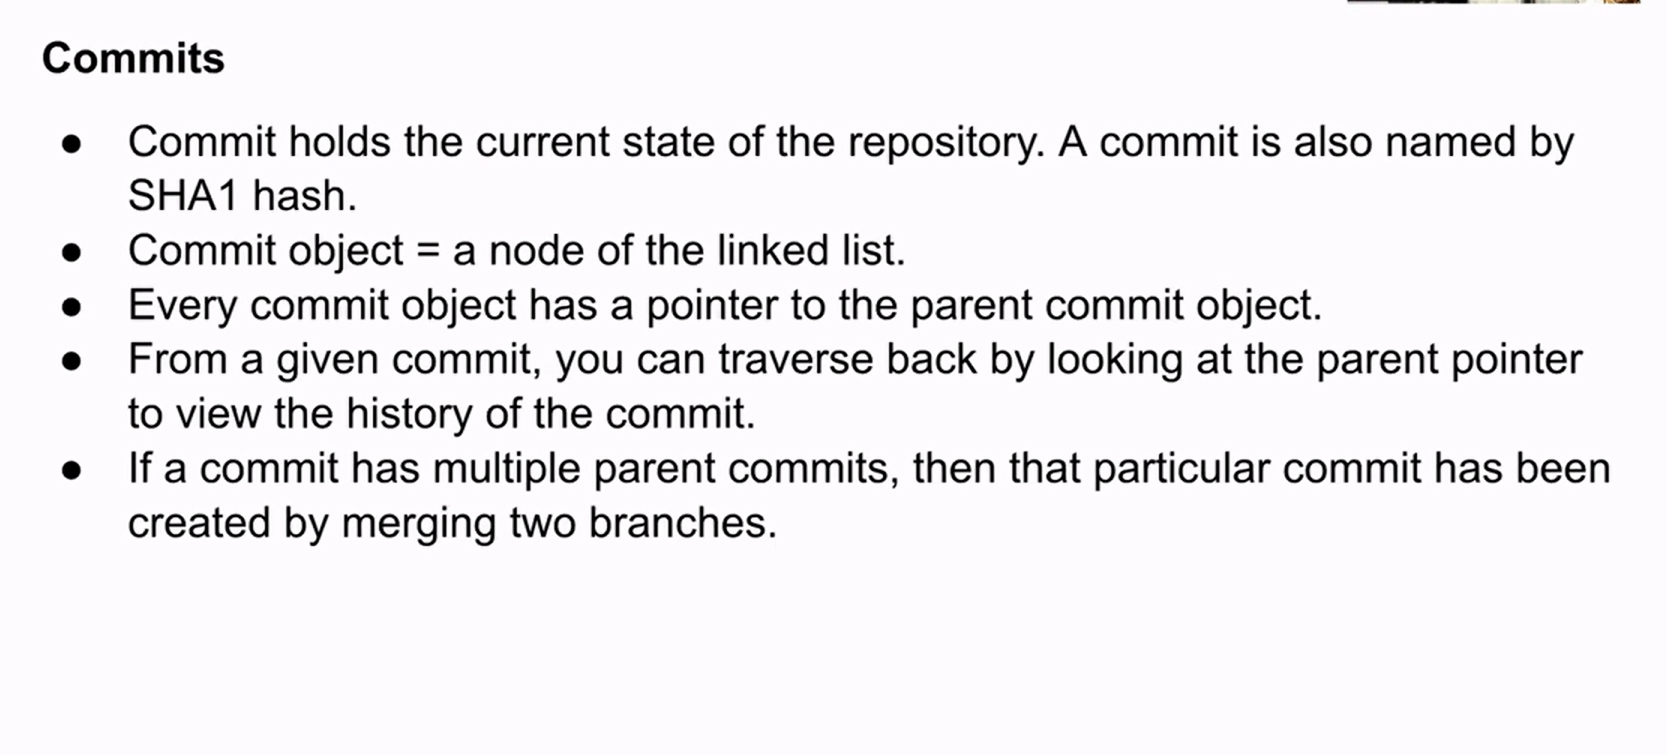 Commits
● Commit holds the current state of the repository. A commit is also named by
SHA1 hash.
● Commit object = a node of the linked list.
● Every commit object has a pointer to the parent commit object.
● From a given commit, you can traverse back by looking at the parent pointer
to view the history of the commit.
● If a commit has multiple parent commits, then that particular commit has been
created by merging two branches.